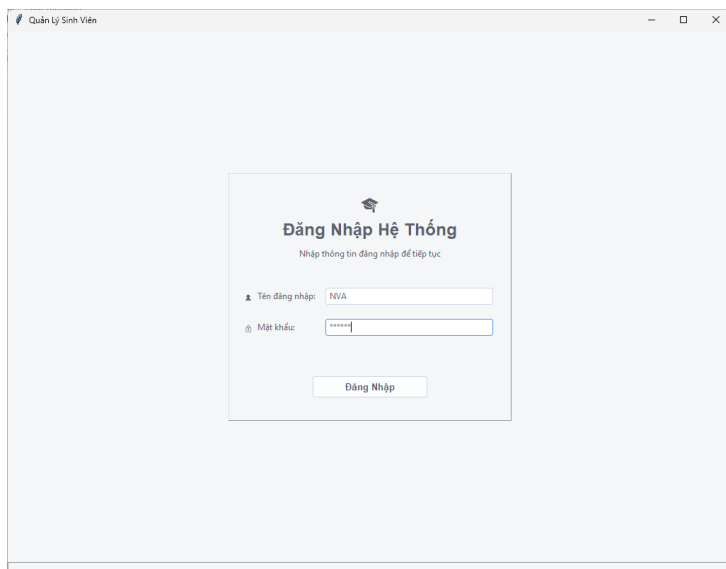 Quản Lý Sinh Viên
Đăng Nhập Hệ Thống
Nhập thông tin đăng nhập để tiếp tục
Tên đăng nhập: NVA
Mật khẩu: ******
Đăng Nhập